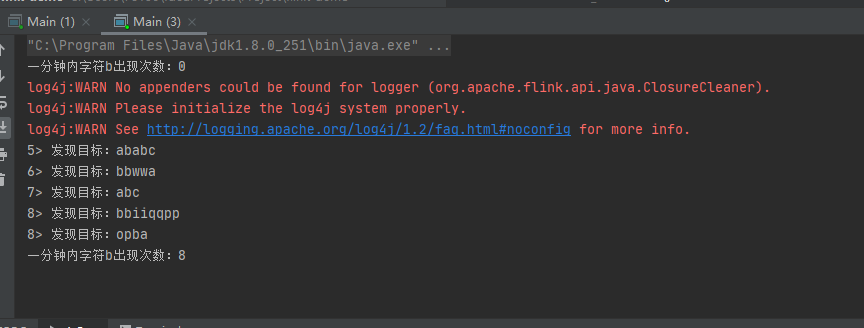 Main (1)
Main (3)
"C:\Program Files\Java\jdk1.8.0_251\bin\java.exe" ...
一分钟内字符b出现次数：0
log4j:WARN No appenders could be found for logger (org.apache.flink.api.java.ClosureCleaner).
log4j:WARN Please initialize the log4j system properly.
log4j:WARN See http://logging.apache.org/log4j/1.2/faq.html#noconfig for more info.
5> 发现目标：ababc
6> 发现目标：bbwwa
7> 发现目标：abc
8> 发现目标：bbiiqqpp
8> 发现目标：opba
一分钟内字符b出现次数：8